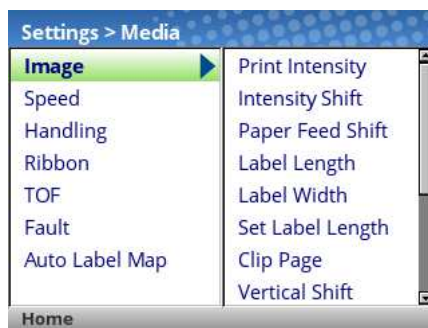 Settings > Media
Image
Speed
Handling
Ribbon
TOF
Fault
Auto Label Map
Print Intensity
Intensity Shift
Paper Feed Shift
Label Length
Label Width
Set Label Length
Clip Page
Vertical Shift
Home